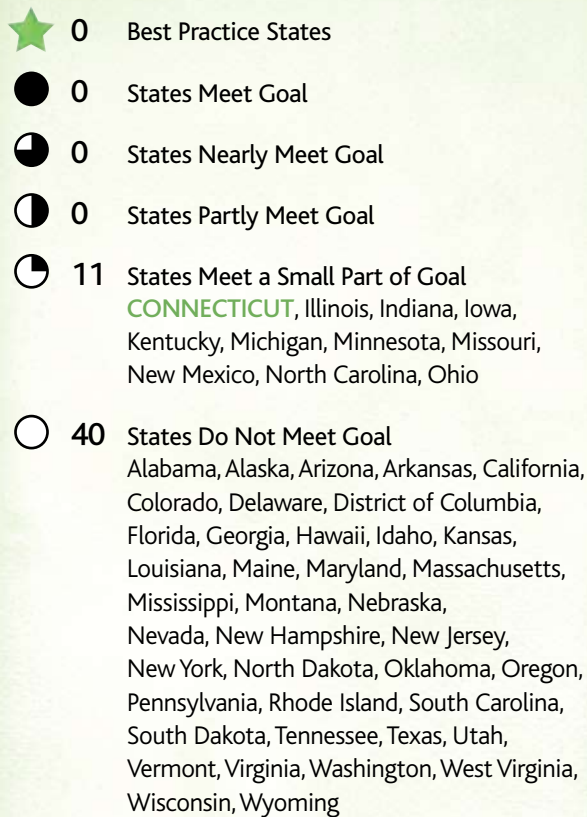 0 Best Practice States
0 States Meet Goal
0 States Nearly Meet Goal
0 States Partly Meet Goal
11 States Meet a Small Part of Goal
CONNECTICUT, Illinois, Indiana, Iowa,
Kentucky, Michigan, Minnesota, Missouri,
New Mexico, North Carolina, Ohio
40 States Do Not Meet Goal
Alabama, Alaska, Arizona, Arkansas, California,
Colorado, Delaware, District of Columbia,
Florida, Georgia, Hawaii, Idaho, Kansas,
Louisiana, Maine, Maryland, Massachusetts,
Mississippi, Montana, Nebraska,
Nevada, New Hampshire, New Jersey,
New York, North Dakota, Oklahoma, Oregon,
Pennsylvania, Rhode Island, South Carolina,
South Dakota, Tennessee, Texas, Utah,
Vermont, Virginia, Washington, West Virginia,
Wisconsin, Wyoming